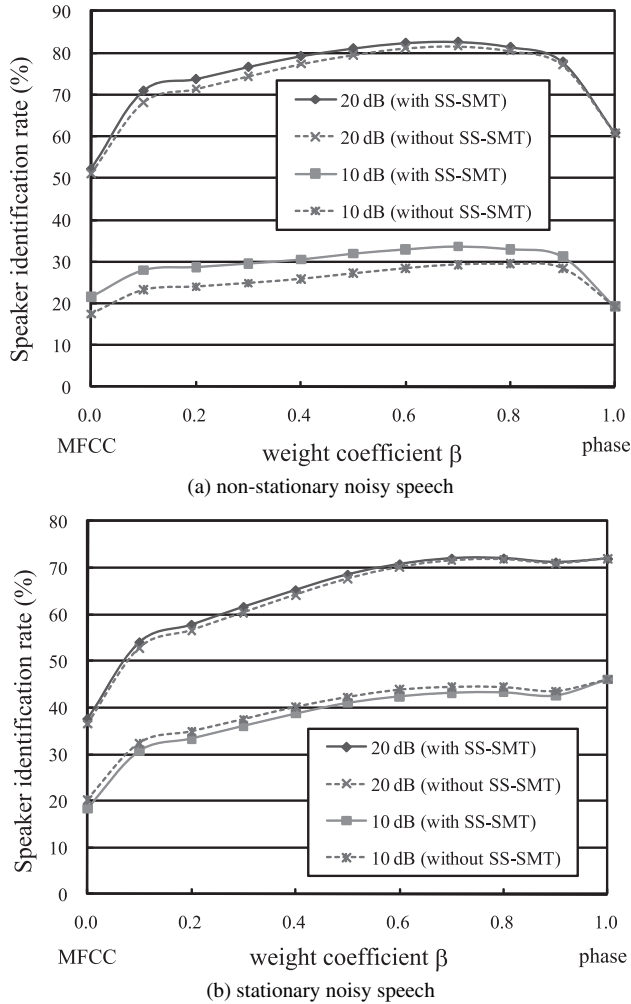 90
80
70
60
50
40
30
20
10
0
Speaker identification rate (%)
20 dB (with SS-SMT)
20 dB (without SS-SMT)
10 dB (with SS-SMT)
10 dB (without SS-SMT)
0.0 0.2 0.4 0.6 0.8 1.0
MFCC weight coefficient β phase
(a) non-stationary noisy speech
80
70
60
50
40
30
20
10
0
Speaker identification rate (%)
20 dB (with SS-SMT)
20 dB (without SS-SMT)
10 dB (with SS-SMT)
10 dB (without SS-SMT)
0.0 0.2 0.4 0.6 0.8 1.0
MFCC weight coefficient β phase
(b) stationary noisy speech